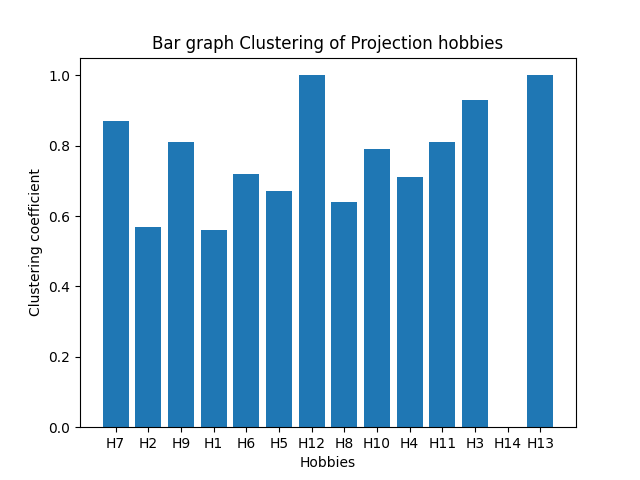 Bar graph Clustering of Projection hobbies
Clustering coefficient
1.0
0.8
0.6
0.4
0.2
0.0
H7 H2 H9 H1 H6 H5 H12 H8 H10 H4 H11 H3 H14 H13
Hobbies